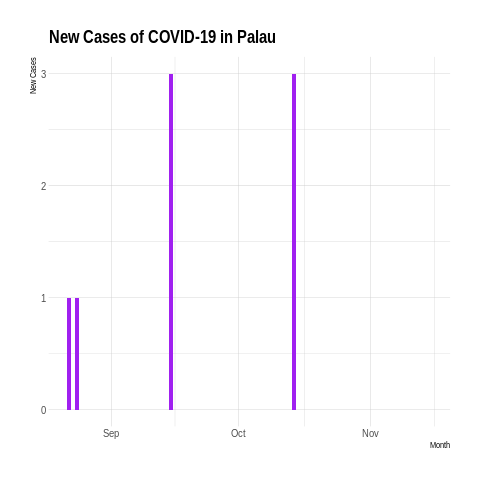 New Cases of COVID-19 in Palau
New Cases
3
2
1
0
Sep Oct Nov
Month